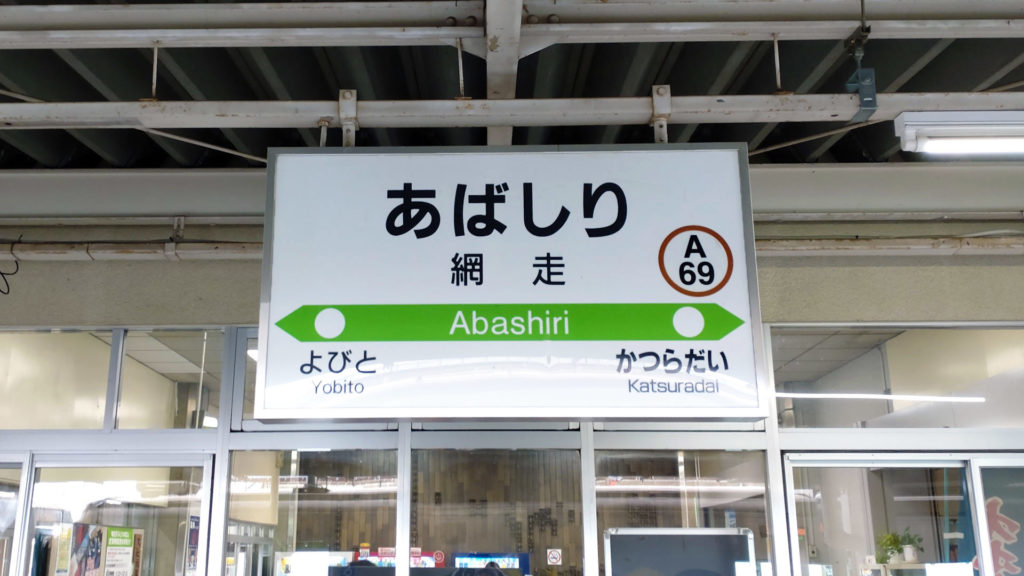 あばしり
網走
A
69
Abashiri
よびと
Yobito
かつらだい
Katsuradai